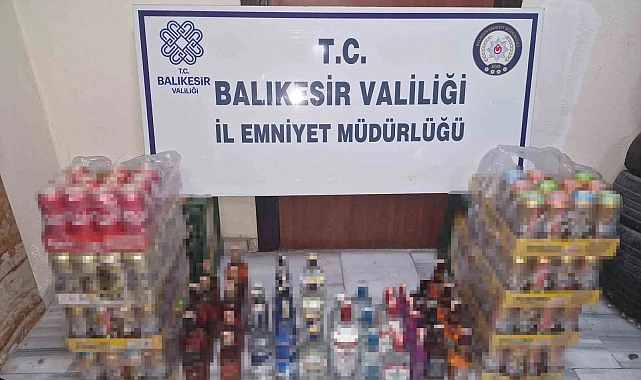 T.C.
BALIKESİR
VALİLİĞİ
T.C.
BALIKESİR VALİLİĞİ
İL EMNİYET MÜDÜRLÜĞÜ